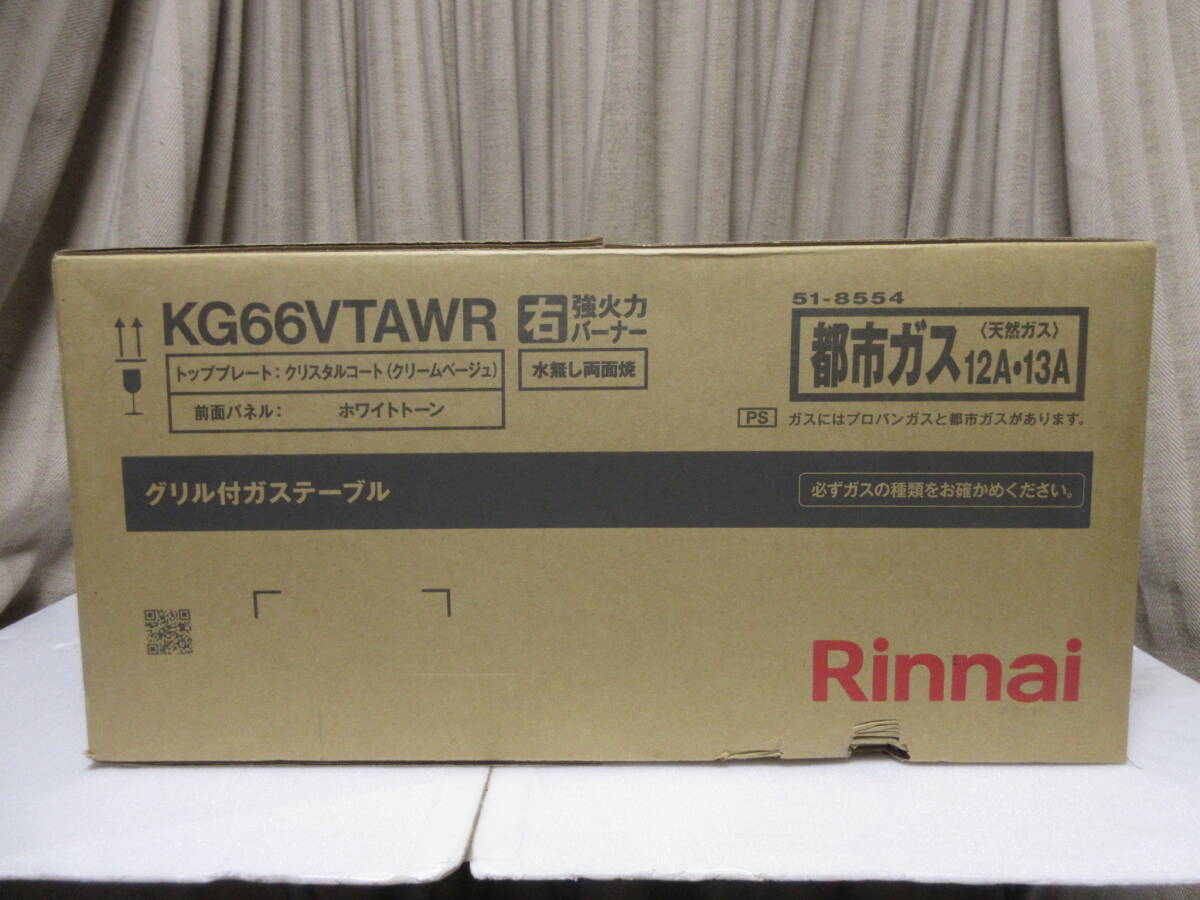 KG66VTAWR
右 強火力バーナー
トッププレート：クリスタルコート（クリームベージュ）
前面パネル： ホワイトトーン
水無し両面焼
51-8554
都市ガス 〈天然ガス〉 12A・13A
PS ガスにはプロパンガスと都市ガスがあります。
グリル付ガステーブル
必ずガスの種類をお確かめください。
Rinnai